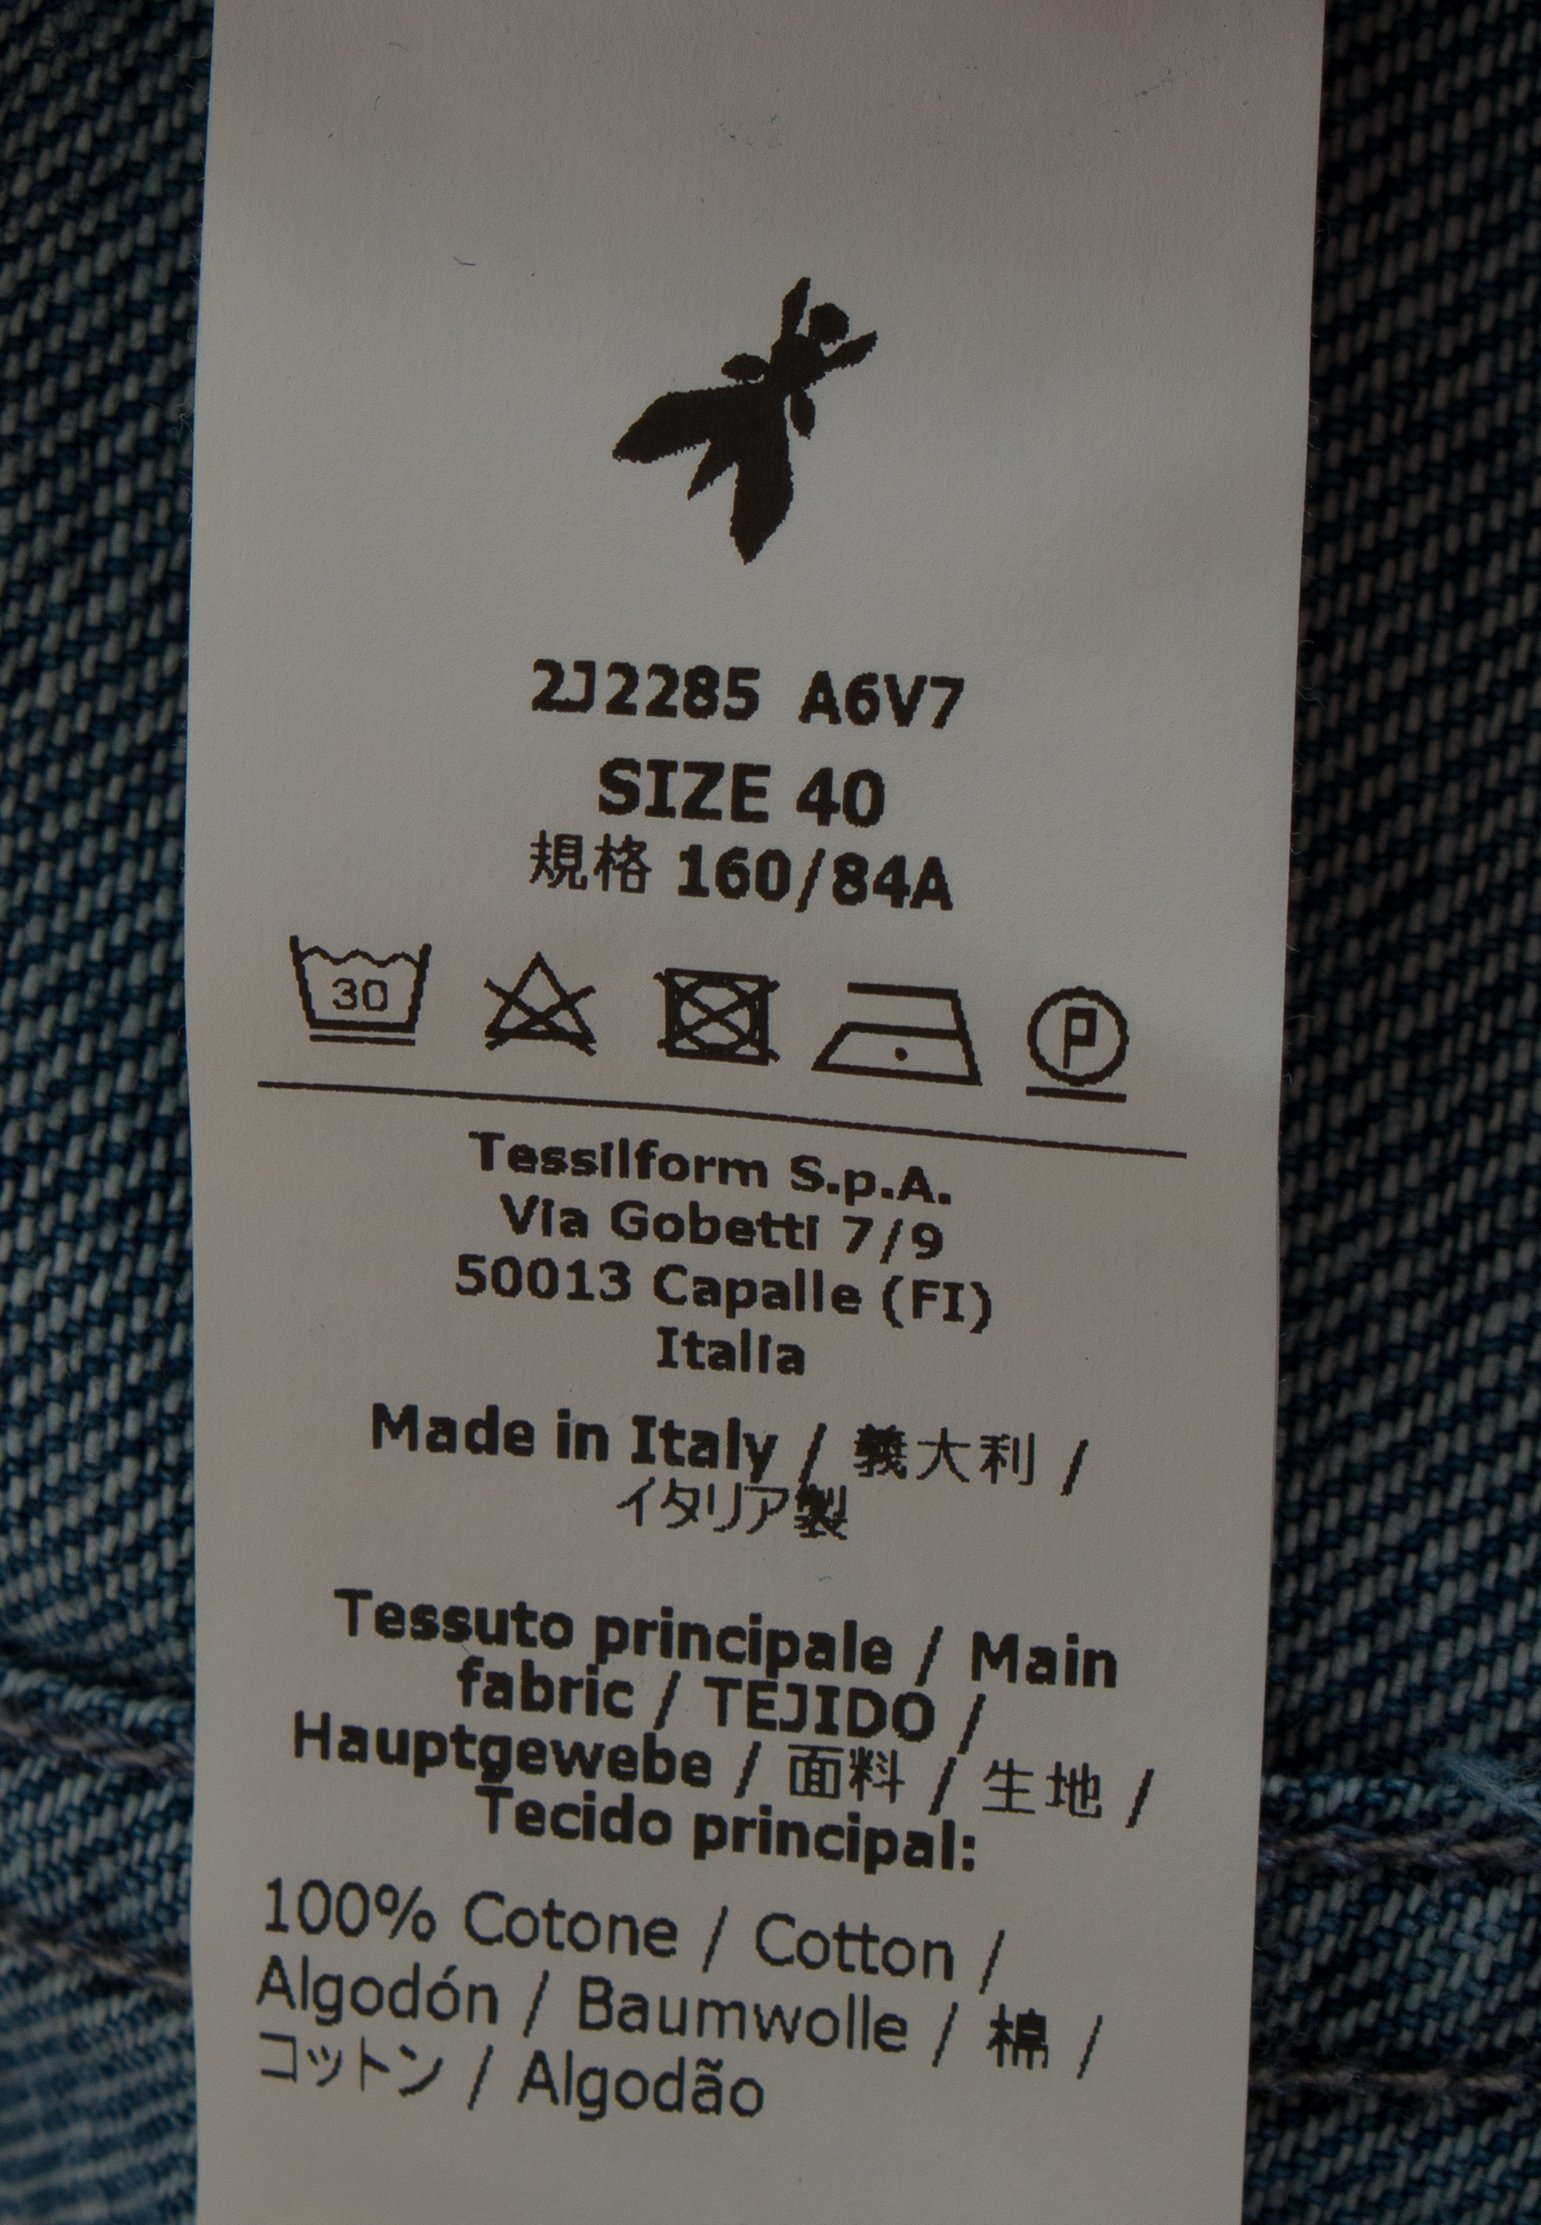 2J2285 A6V7
SIZE 40
規格 160/84A
30
P
Tessilform S.p.A.
Via Gobetti 7/9
50013 Capalle (FI)
Italia
Made in Italy / 義大利 /
イタリア製
Tessuto principale / Main
fabric / TEJIDO /
Hauptgewebe / 面料 / 生地 /
Tecido principal:
100% Cotone / Cotton /
Algodón / Baumwolle / 棉 /
コットン / Algodão